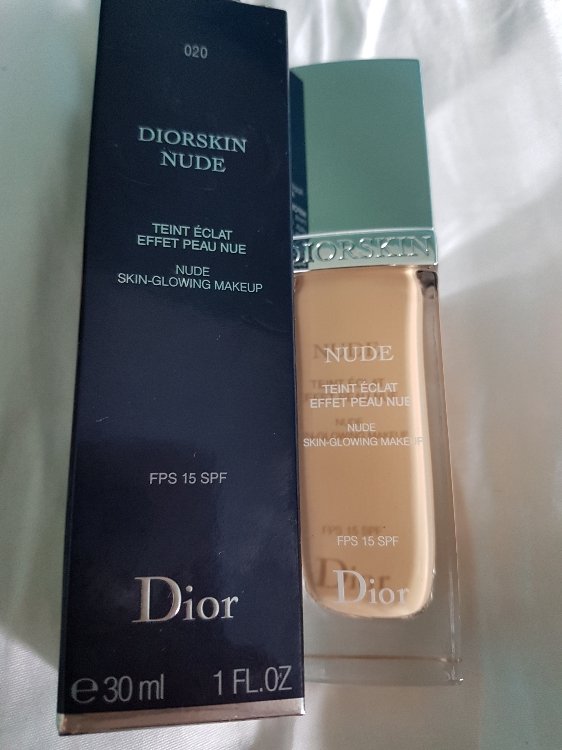 020
DIORSKIN
NUDE
TEINT ÉCLAT
EFFET PEAU NUE
NUDE
SKIN-GLOWING MAKEUP
FPS 15 SPF
Dior
e 30 ml 1 FL.OZ
DIORSKIN
NUDE
TEINT ÉCLAT
EFFET PEAU NUE
NUDE
SKIN-GLOWING MAKEUP
FPS 15 SPF
Dior